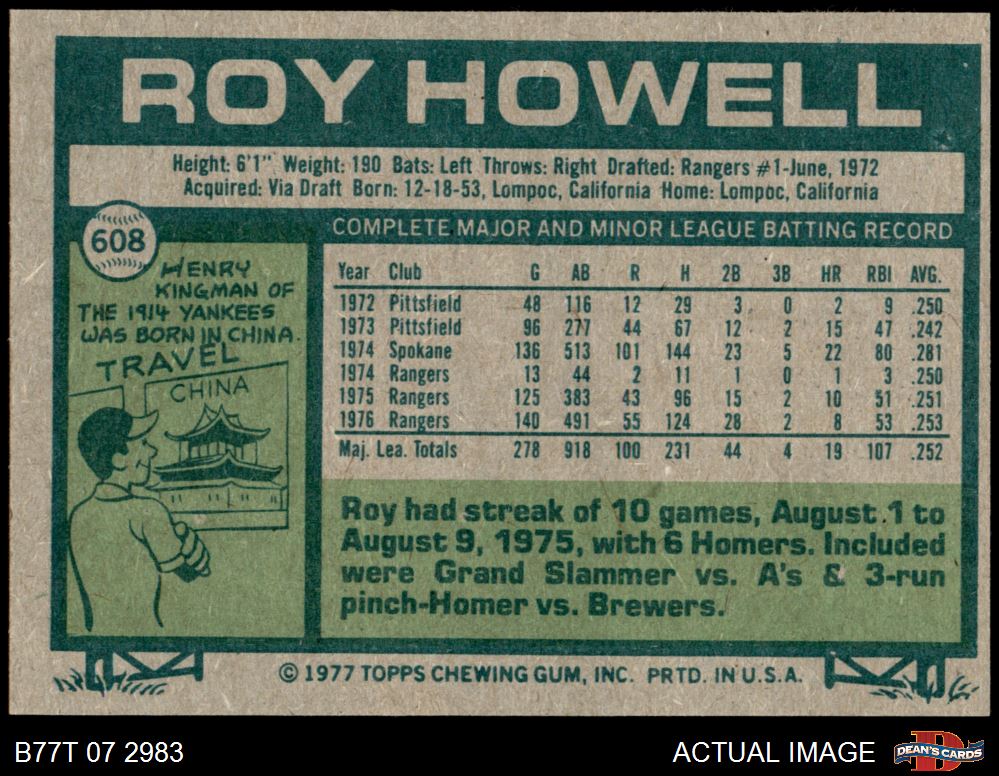 ROY HOWELL
Height: 6'1" Weight: 190 Bats: Left Throws: Right Drafted: Rangers #1-June, 1972
Acquired: Via Draft Born: 12-18-53, Lompoc, California Home: Lompoc, California
608
HENRY
KINGMAN OF
THE 1914 YANKEES
WAS BORN IN CHINA.
TRAVEL
CHINA
COMPLETE MAJOR AND MINOR LEAGUE BATTING RECORD
Year Club G AB R H 2B 3B HR RBI AVG.
1972 Pittsfield 48 116 12 29 3 0 2 9 .250
1973 Pittsfield 96 277 44 67 12 2 15 47 .242
1974 Spokane 136 513 101 144 23 5 22 80 .281
1974 Rangers 13 44 2 11 1 0 1 3 .250
1975 Rangers 125 383 43 96 15 2 10 51 .251
1976 Rangers 140 491 55 124 28 2 8 53 .253
Maj. Lea. Totals 278 918 100 231 44 4 19 107 .252
Roy had streak of 10 games, August 1 to
August 9, 1975, with 6 Homers. Included
were Grand Slammer vs. A's & 3-run
pinch-Homer vs. Brewers.
© 1977 TOPPS CHEWING GUM, INC. PRTD. IN U.S.A.
B77T 07 2983
ACTUAL IMAGE
D
DEAN'S CARDS